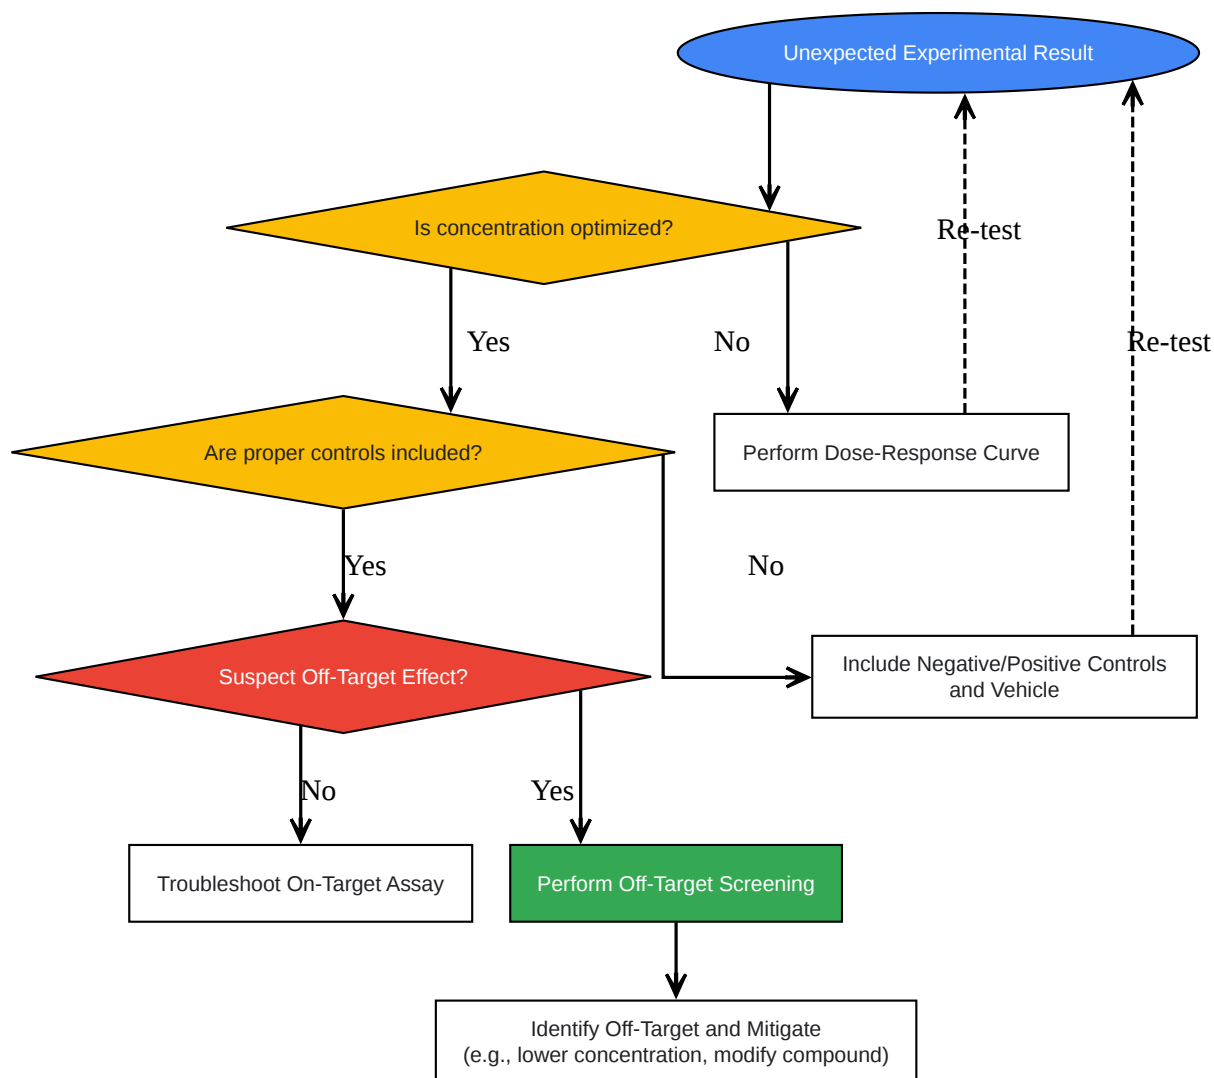 Unexpected Experimental Result
Is concentration optimized?
Re-test
Yes
No
Re-test
Are proper controls included?
Perform Dose-Response Curve
Yes
No
Suspect Off-Target Effect?
Include Negative/Positive Controls
and Vehicle
No
Yes
Troubleshoot On-Target Assay
Perform Off-Target Screening
Identify Off-Target and Mitigate
(e.g., lower concentration, modify compound)